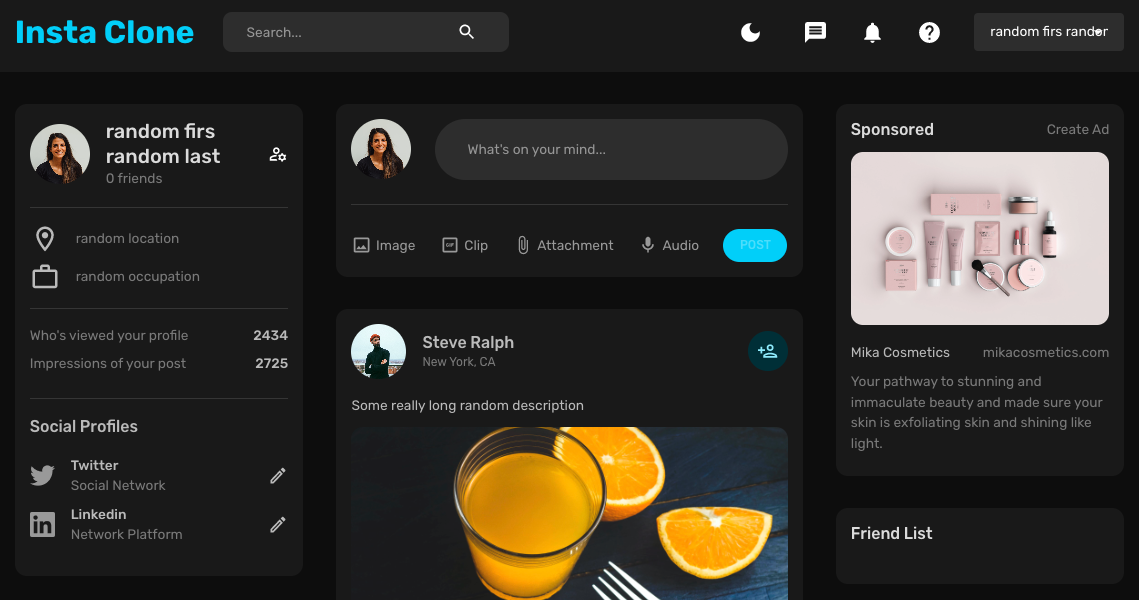 Insta Clone
Search...
random firs randor
random firs
random last
0 friends
random location
random occupation
Who's viewed your profile 2434
Impressions of your post 2725
Social Profiles
Twitter
Social Network
Linkedin
Network Platform
What's on your mind...
Image GIF Clip Attachment Audio POST
Steve Ralph
New York, CA
Some really long random description
Sponsored Create Ad
Mika Cosmetics mikacosmetics.com
Your pathway to stunning and
immaculate beauty and made sure your
skin is exfoliating skin and shining like
light.
Friend List